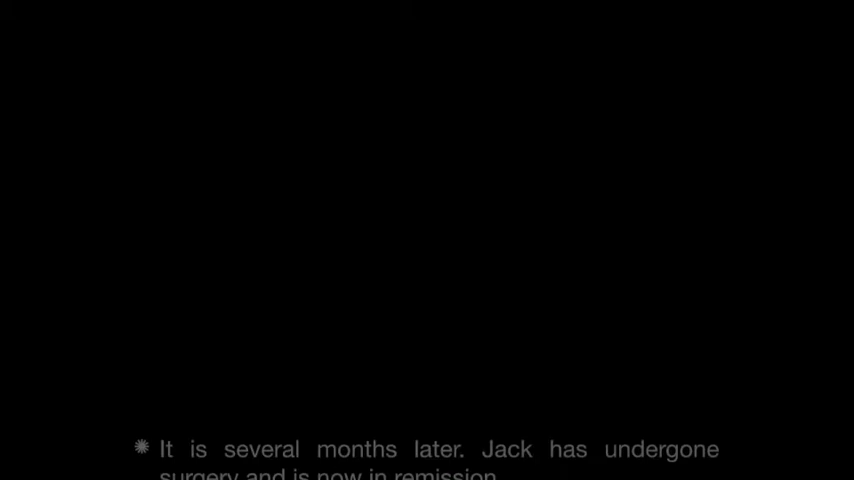 ✺ It is several months later. Jack has undergone
surgery and is now in remission.